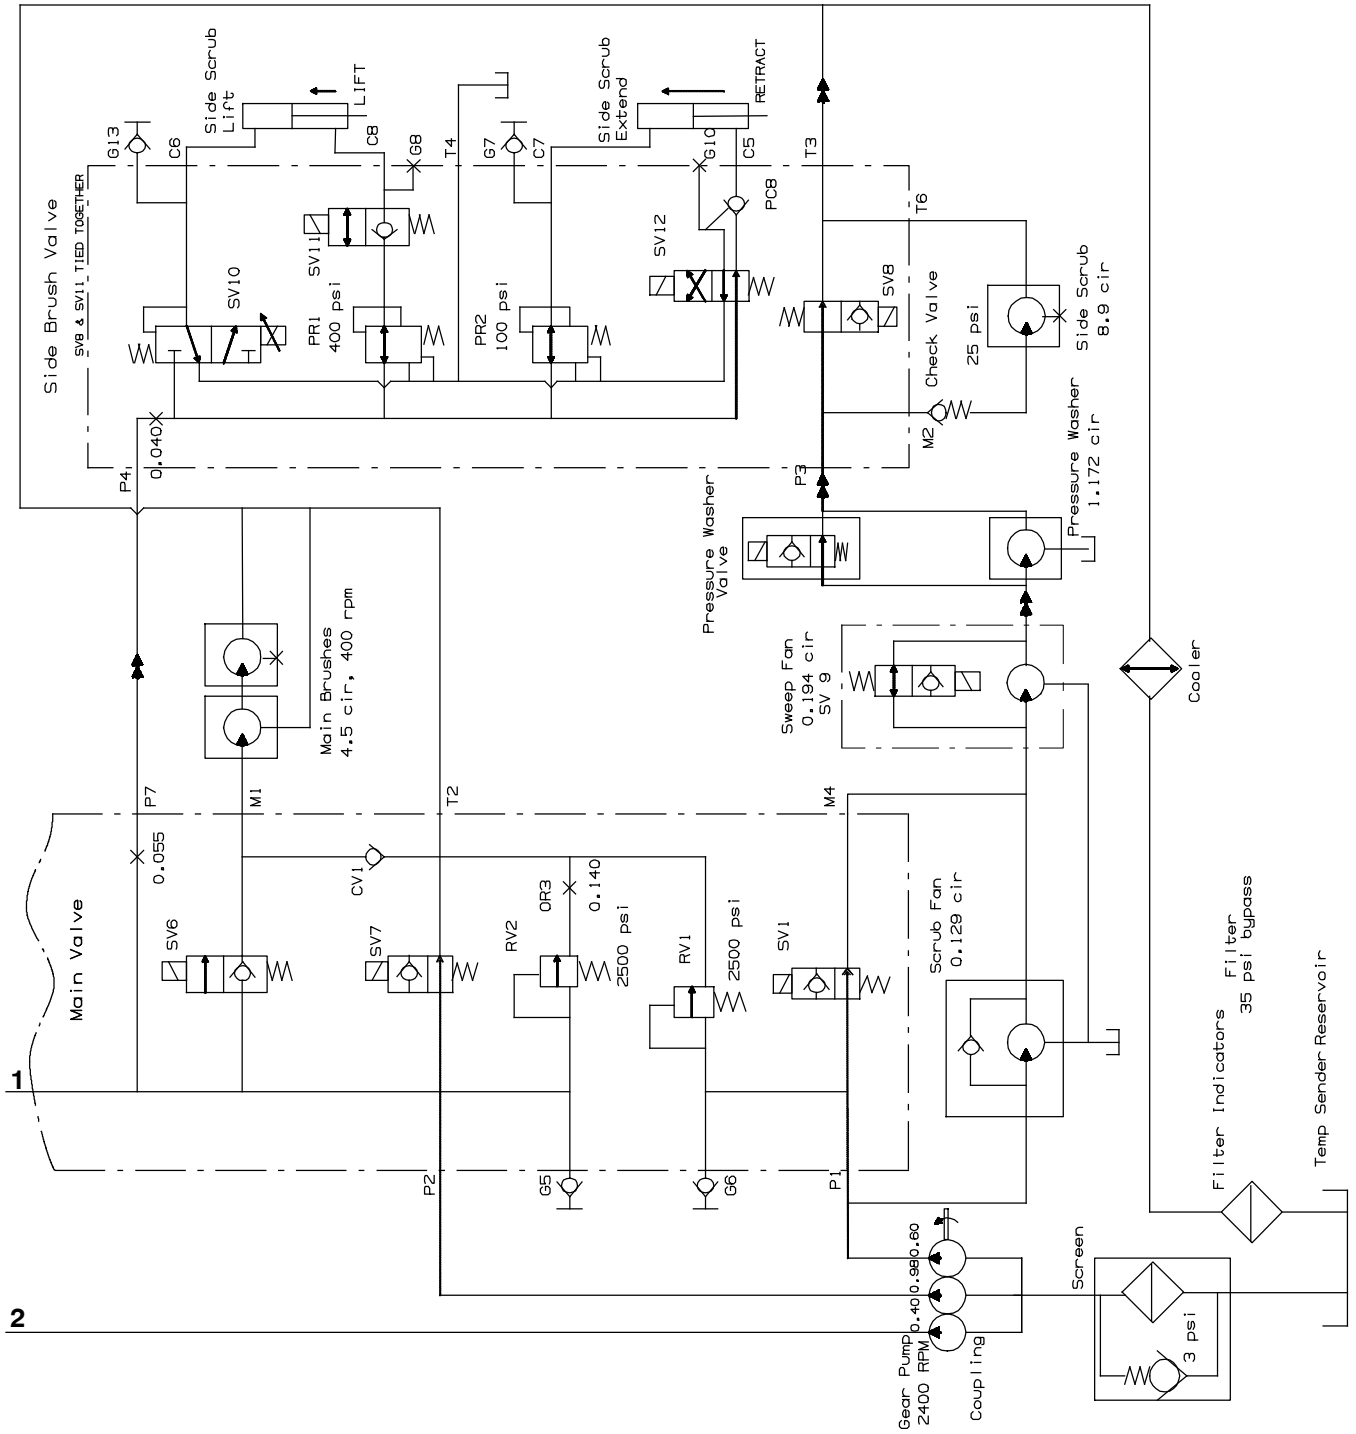 Side Brush Valve
SV8 & SV11 TIED TOGETHER
G13
C6
Side Scrub
Lift
LIFT
C8
G8
T4
G7
C7
Side Scrub
Extend
RETRACT
G10
C5
T3
T6
SV10
SV11
PR1
400 psi
PR2
100 psi
SV12
PC8
SV8
Check Valve
M2
25 psi
Side Scrub
8.9 cir
P4
0.040
P3
Pressure Washer
Valve
Pressure Washer
1.172 cir
Main Brushes
4.5 cir, 400 rpm
Sweep Fan
0.194 cir
SV 9
Cooler
P7
M1
T2
M4
Main Valve
0.055
SV6
CV1
SV7
OR3
0.140
RV2
2500 psi
RV1
2500 psi
SV1
Scrub Fan
0.129 cir
1
P2
G5
G6
P1
2
Gear Pump
2400 RPM
0.40
0.98
0.60
Coupling
Screen
3 psi
Filter Indicators
Filter
35 psi bypass
Temp Sender Reservoir